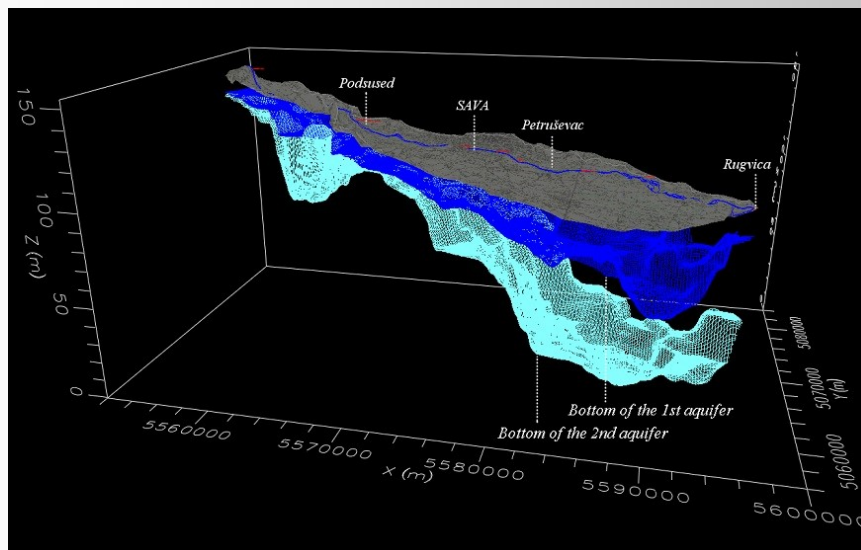 Podsused
SAVA
Petruševac
Rugvica
150
100
50
0
Z (m)
5560000
5570000
5580000
5590000
5600000
X (m)
5080000
5070000
5060000
Y(m)
Bottom of the 1st aquifer
Bottom of the 2nd aquifer